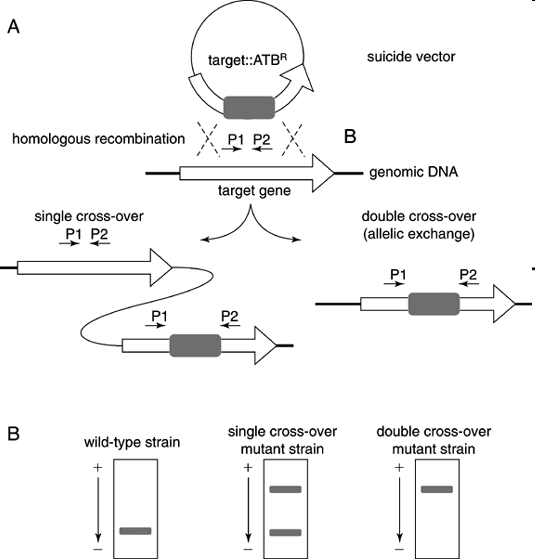 A
target::ATBᴿ
suicide vector
homologous recombination
P1 P2
B
genomic DNA
target gene
single cross-over
double cross-over
(allelic exchange)
P1 P2
P1 P2
P1 P2
B
wild-type strain
single cross-over
mutant strain
double cross-over
mutant strain
+ + +
− − −